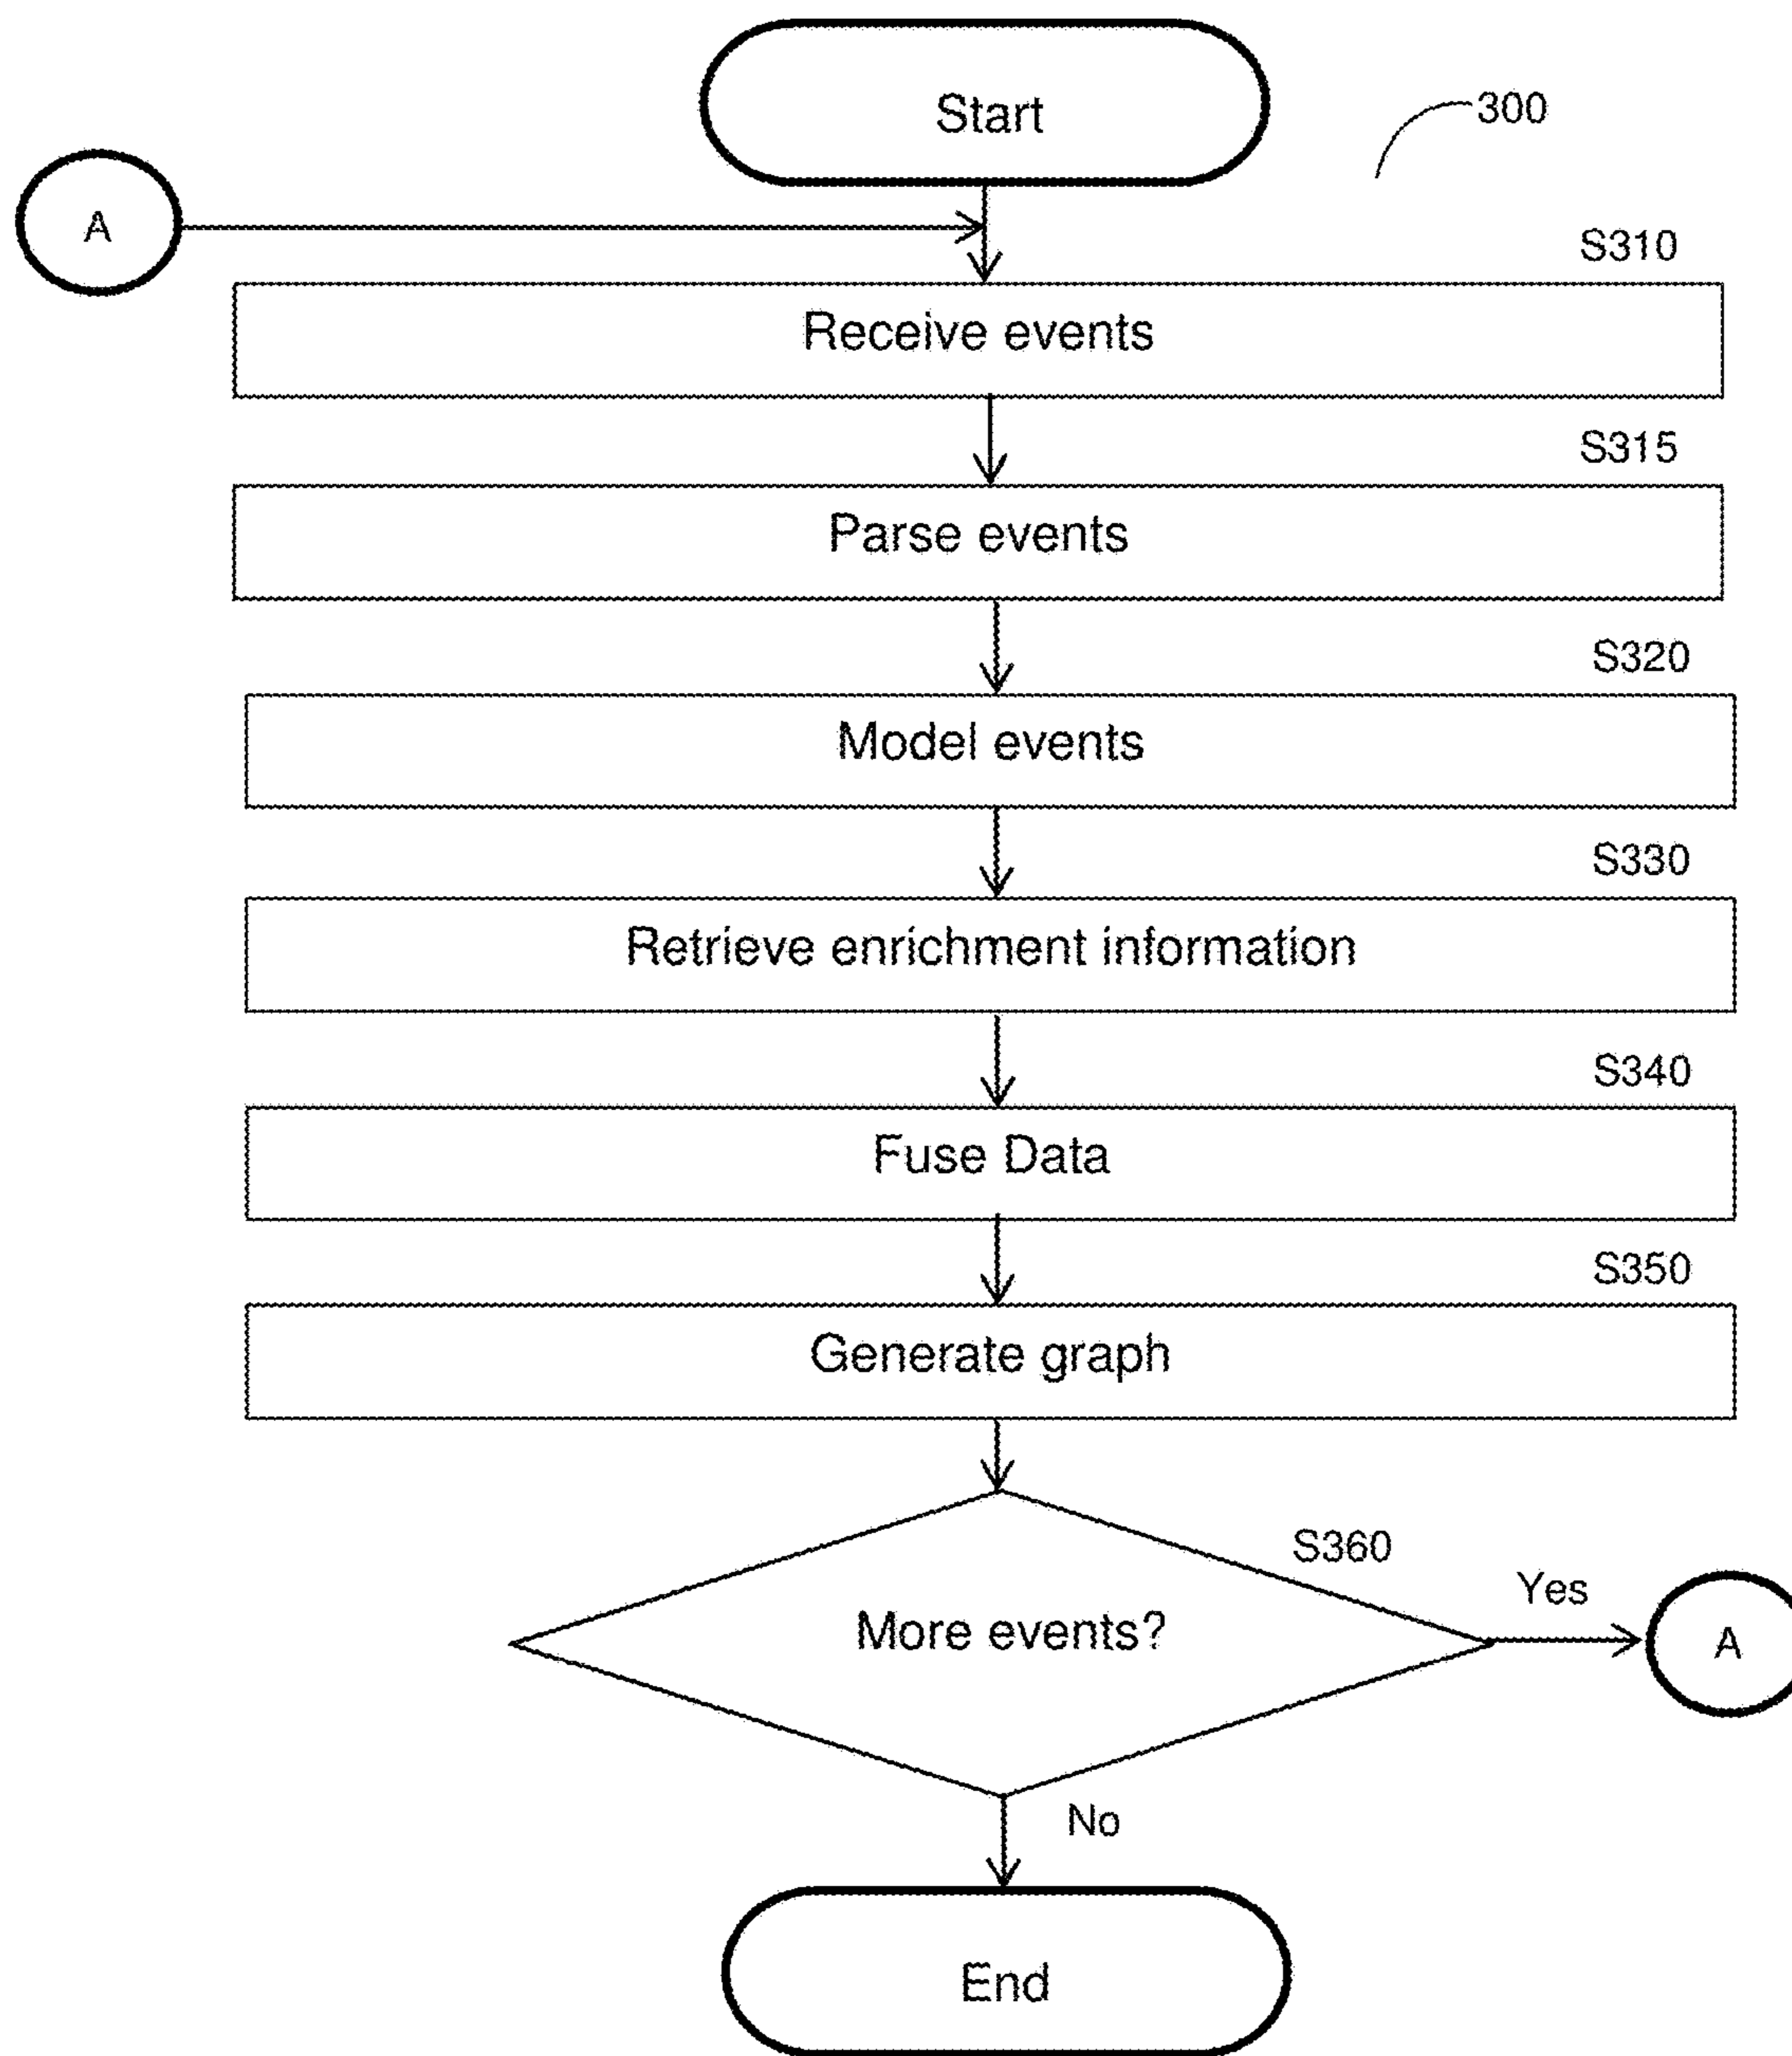 Start
300
A
S310
Receive events
S315
Parse events
S320
Model events
S330
Retrieve enrichment information
S340
Fuse Data
S350
Generate graph
S360
More events?
Yes
A
No
End